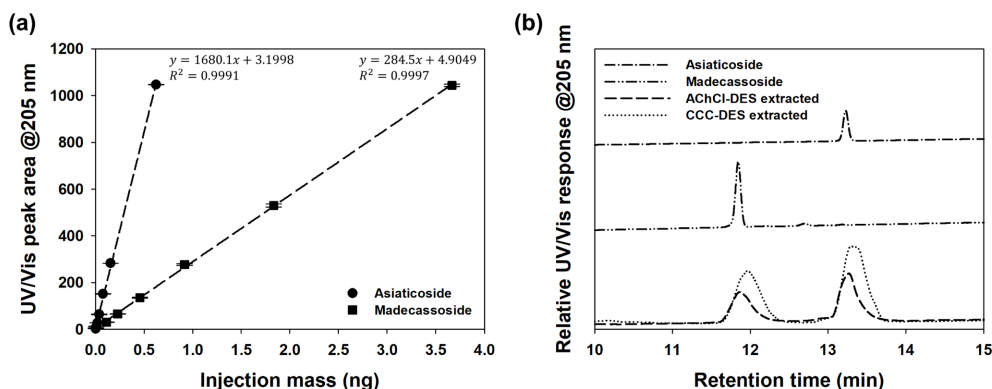 (a)
1200
1000
800
600
400
200
0
UV/Vis peak area @205 nm
y = 1680.1x + 3.1998
R² = 0.9991
y = 284.5x + 4.9049
R² = 0.9997
Asiaticoside
Madecassoside
0.0 0.5 1.0 1.5 2.0 2.5 3.0 3.5 4.0
Injection mass (ng)
(b)
Relative UV/Vis response @205 nm
Asiaticoside
Madecassoside
AChCl-DES extracted
CCC-DES extracted
10 11 12 13 14 15
Retention time (min)